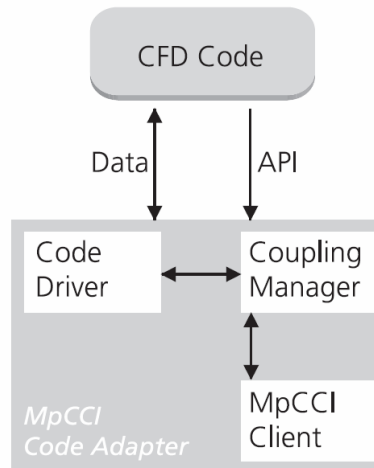 CFD Code
Data
API
Code
Driver
Coupling
Manager
MpCCI
Client
MpCCI
Code Adapter